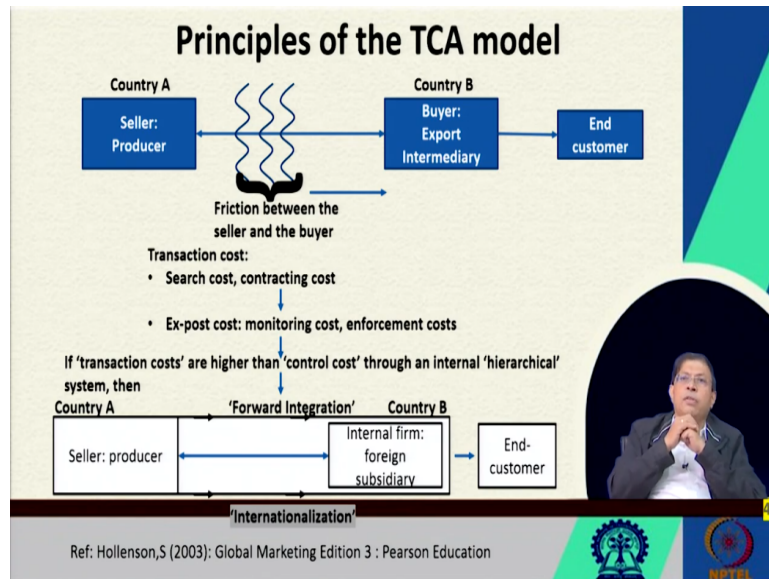 Principles of the TCA model
Country A
Country B
Seller:
Producer
Buyer:
Export
Intermediary
End
customer
Friction between the
seller and the buyer
Transaction cost:
• Search cost, contracting cost
• Ex-post cost: monitoring cost, enforcement costs
If ‘transaction costs’ are higher than ‘control cost’ through an internal ‘hierarchical’
system, then
Country A
‘Forward Integration’
Country B
Seller: producer
Internal firm:
foreign
subsidiary
End-
customer
‘Internationalization’
Ref: Hollenson,S (2003): Global Marketing Edition 3 : Pearson Education
4
NPTEL